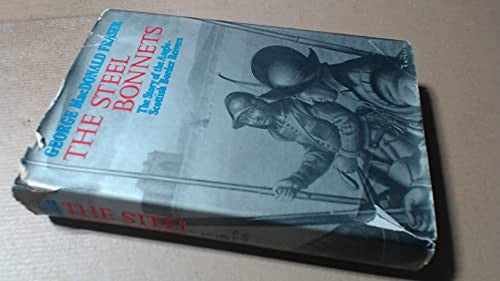 GEORGE MacDONALD FRASER
THE STEEL
BONNETS
The Story of the Anglo-
Scottish Border Reivers
THE STEEL